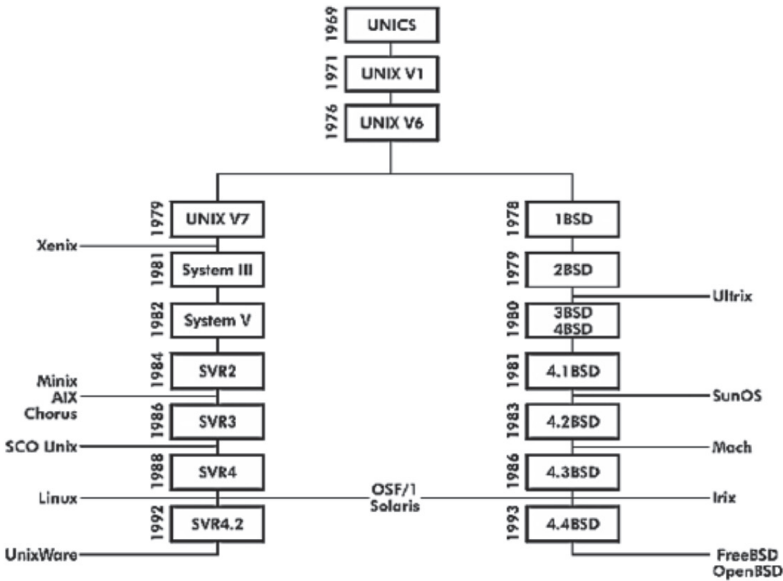 1969
UNICS
1971
UNIX V1
1976
UNIX V6
1979
UNIX V7
Xenix
1981
System III
1982
System V
1984
SVR2
Minix
AIX
Chorus
1986
SVR3
SCO Unix
1988
SVR4
Linux
1992
SVR4.2
UnixWare
OSF/1
Solaris
1978
1BSD
1979
2BSD
Ultrix
1980
3BSD
4BSD
1981
4.1BSD
SunOS
1983
4.2BSD
Mach
1986
4.3BSD
Irix
1993
4.4BSD
FreeBSD
OpenBSD